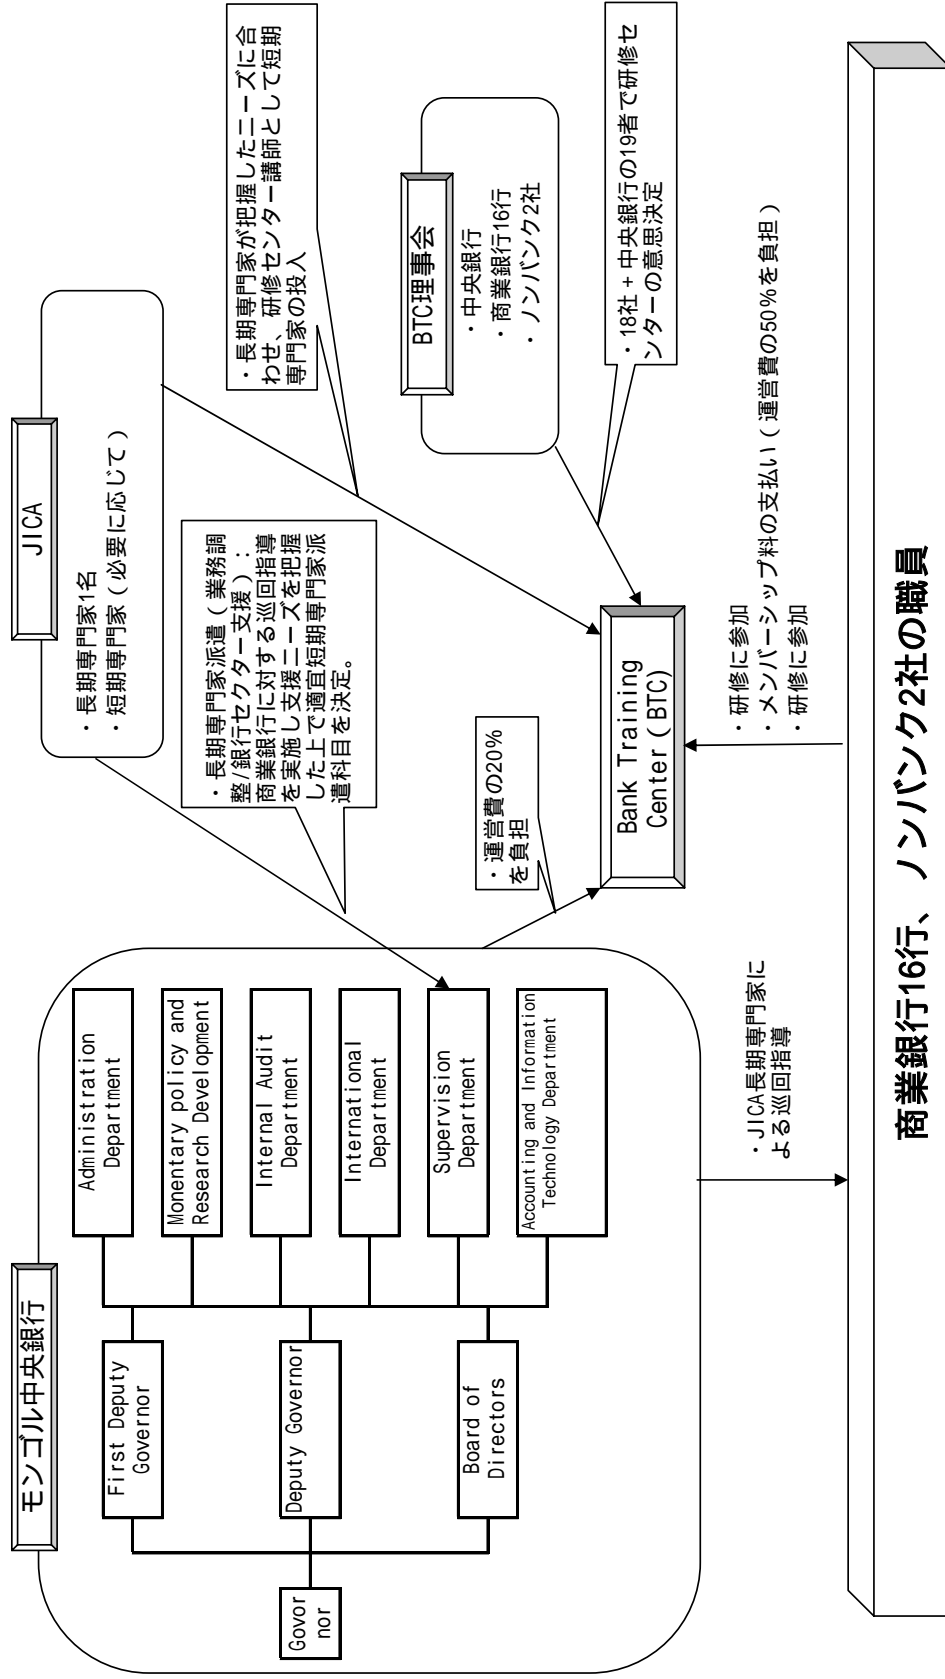 モンゴル中央銀行
Govor
nor
First Deputy
Governor
Deputy Governor
Board of
Directors
Administration
Department
Monentary policy and
Research Development
Internal Audit
Department
International
Department
Supervision
Department
Accounting and Information
Technology Department
JICA
・長期専門家1名
・短期専門家（必要に応じて）
・長期専門家派遣（業務調
整/銀行セクター支援）：
商業銀行に対する巡回指導
を実施し支援ニーズを把握
した上で適宜短期専門家派
遣科目を決定。
・長期専門家が把握したニーズに合
わせ、研修センター講師として短期
専門家の投入
BTC理事会
・中央銀行
・商業銀行16行
・ノンバンク2社
・18社＋中央銀行の19者で研修セ
ンターの意思決定
・運営費の20%
を負担
Bank Training
Center（BTC）
・JICA長期専門家に
よる巡回指導
・研修に参加
・メンバーシップ料の支払い（運営費の50%を負担）
・研修に参加
商業銀行16行、ノンバンク2社の職員